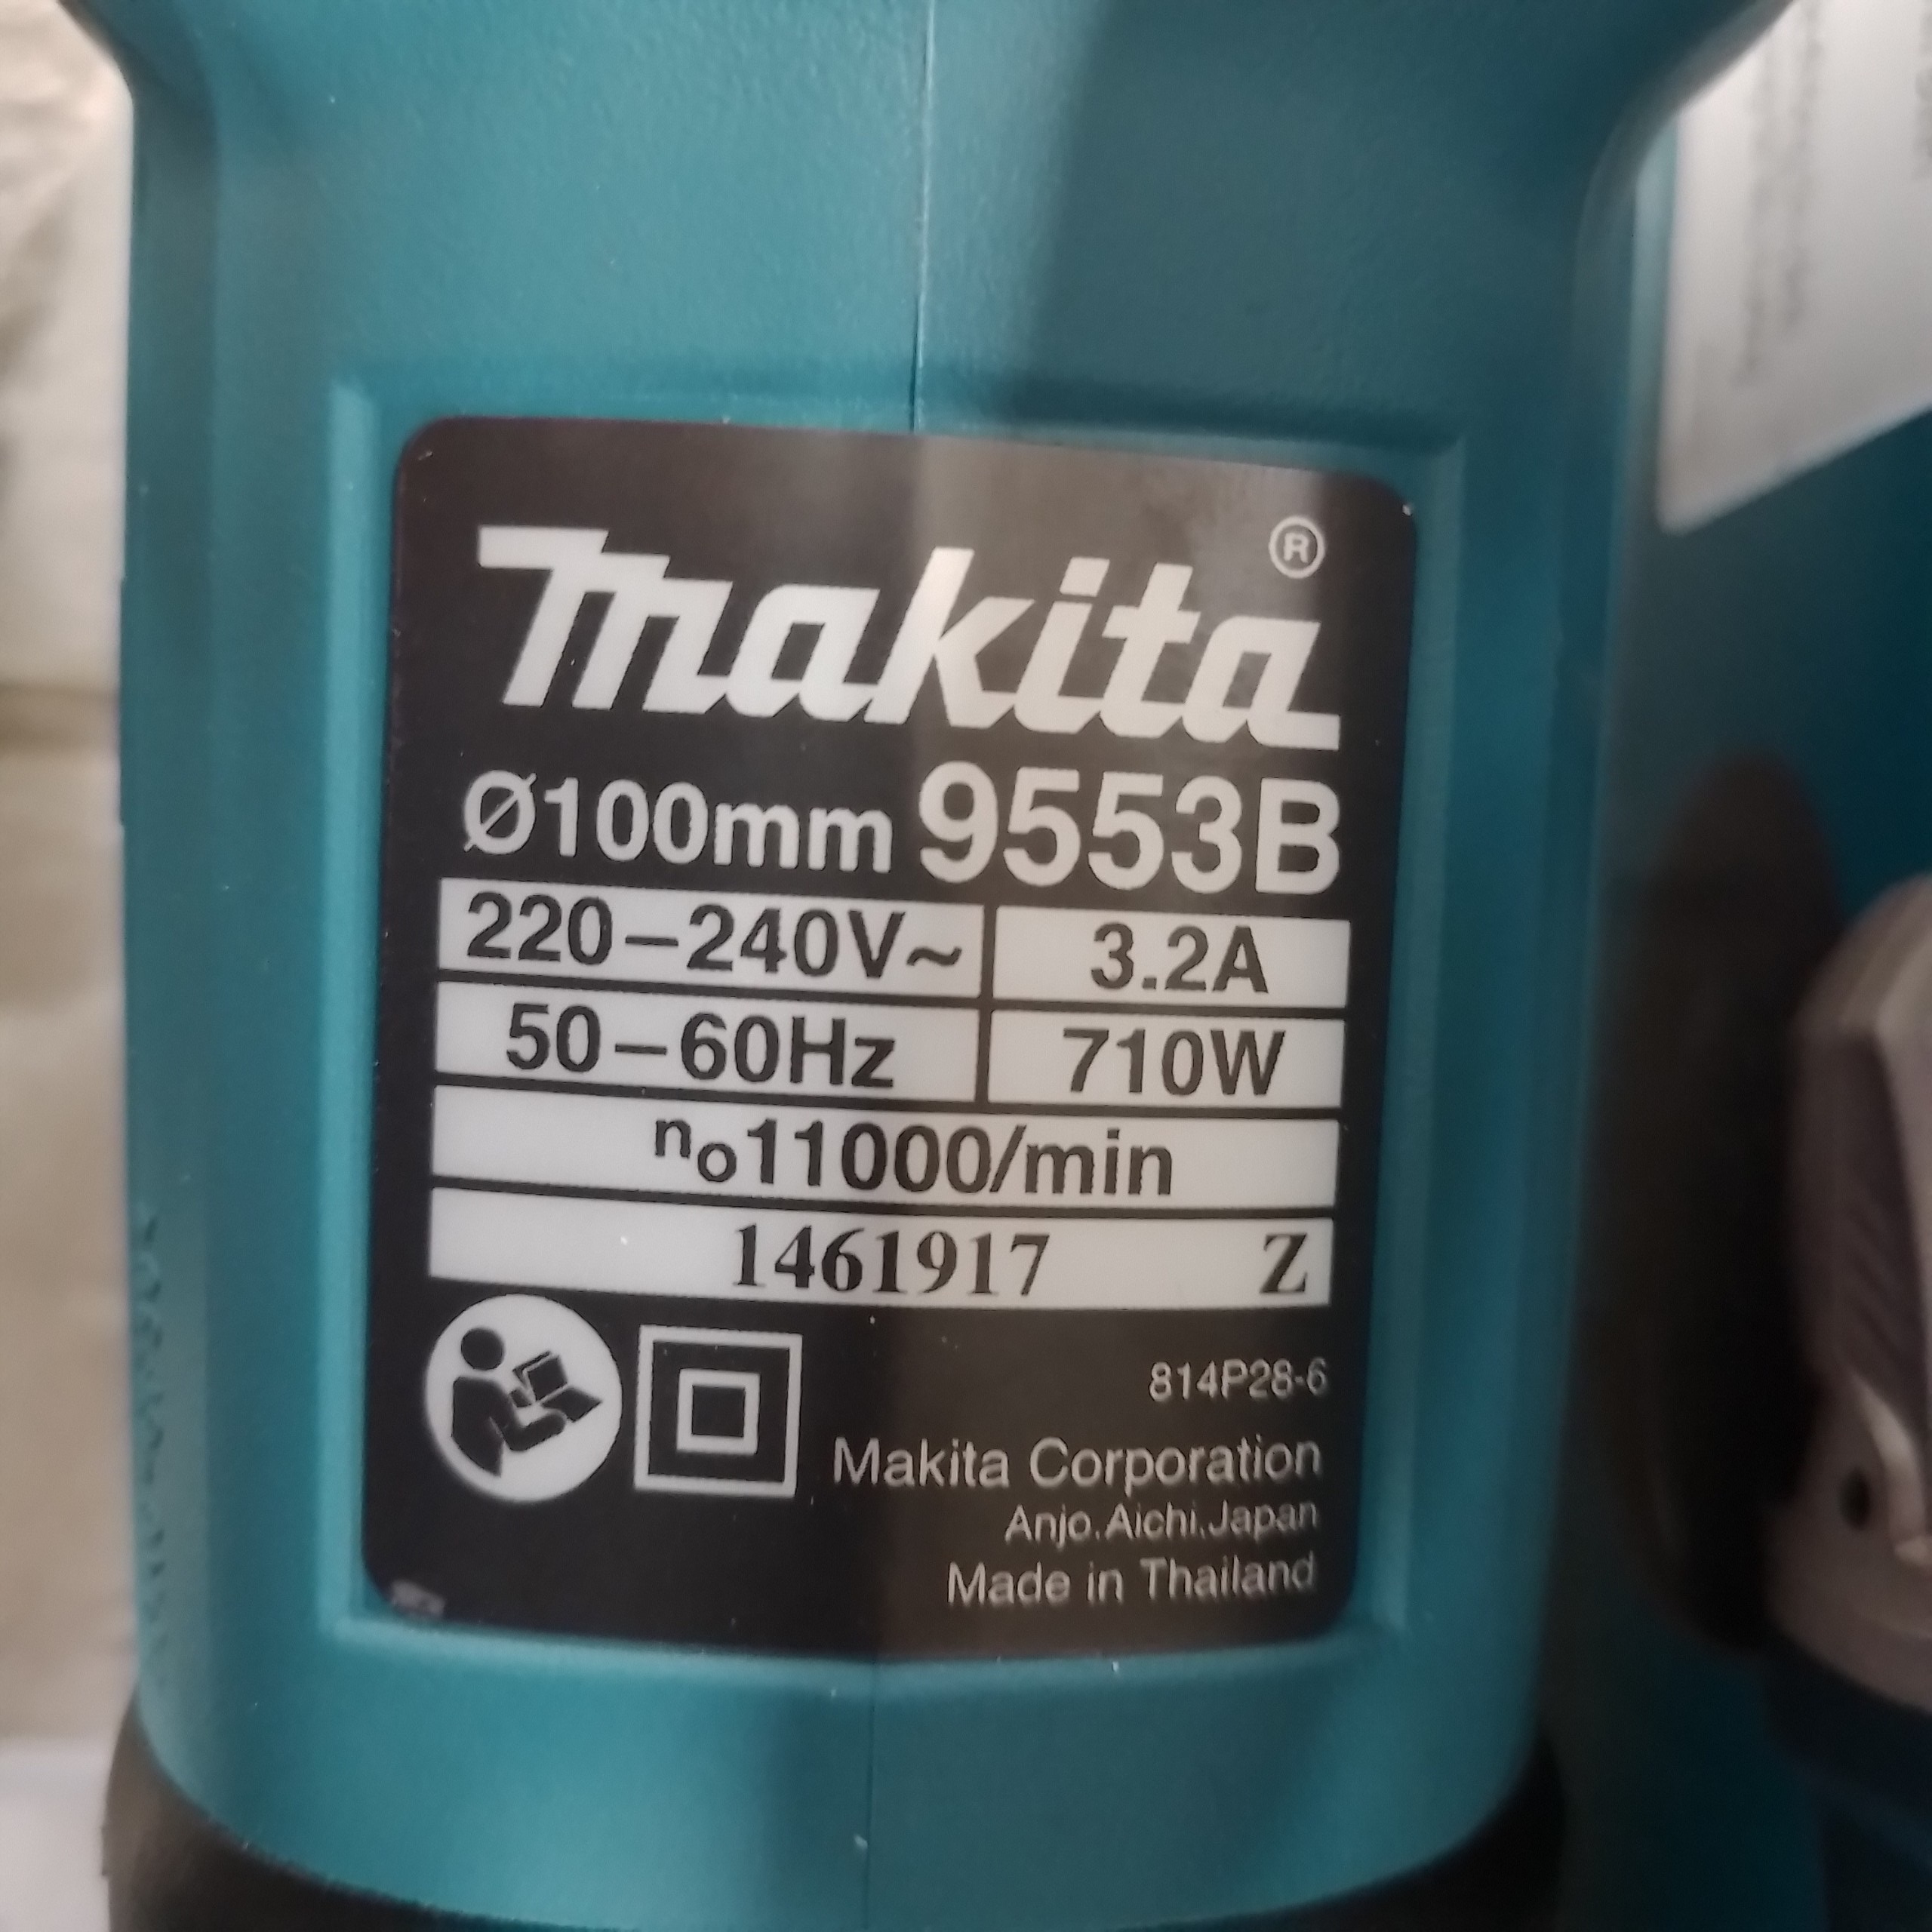 makita®
Ø100mm 9553B
220–240V~ 3.2A
50–60Hz 710W
no11000/min
1461917 Z
814P28-6
Makita Corporation
Anjo,Aichi,Japan
Made in Thailand